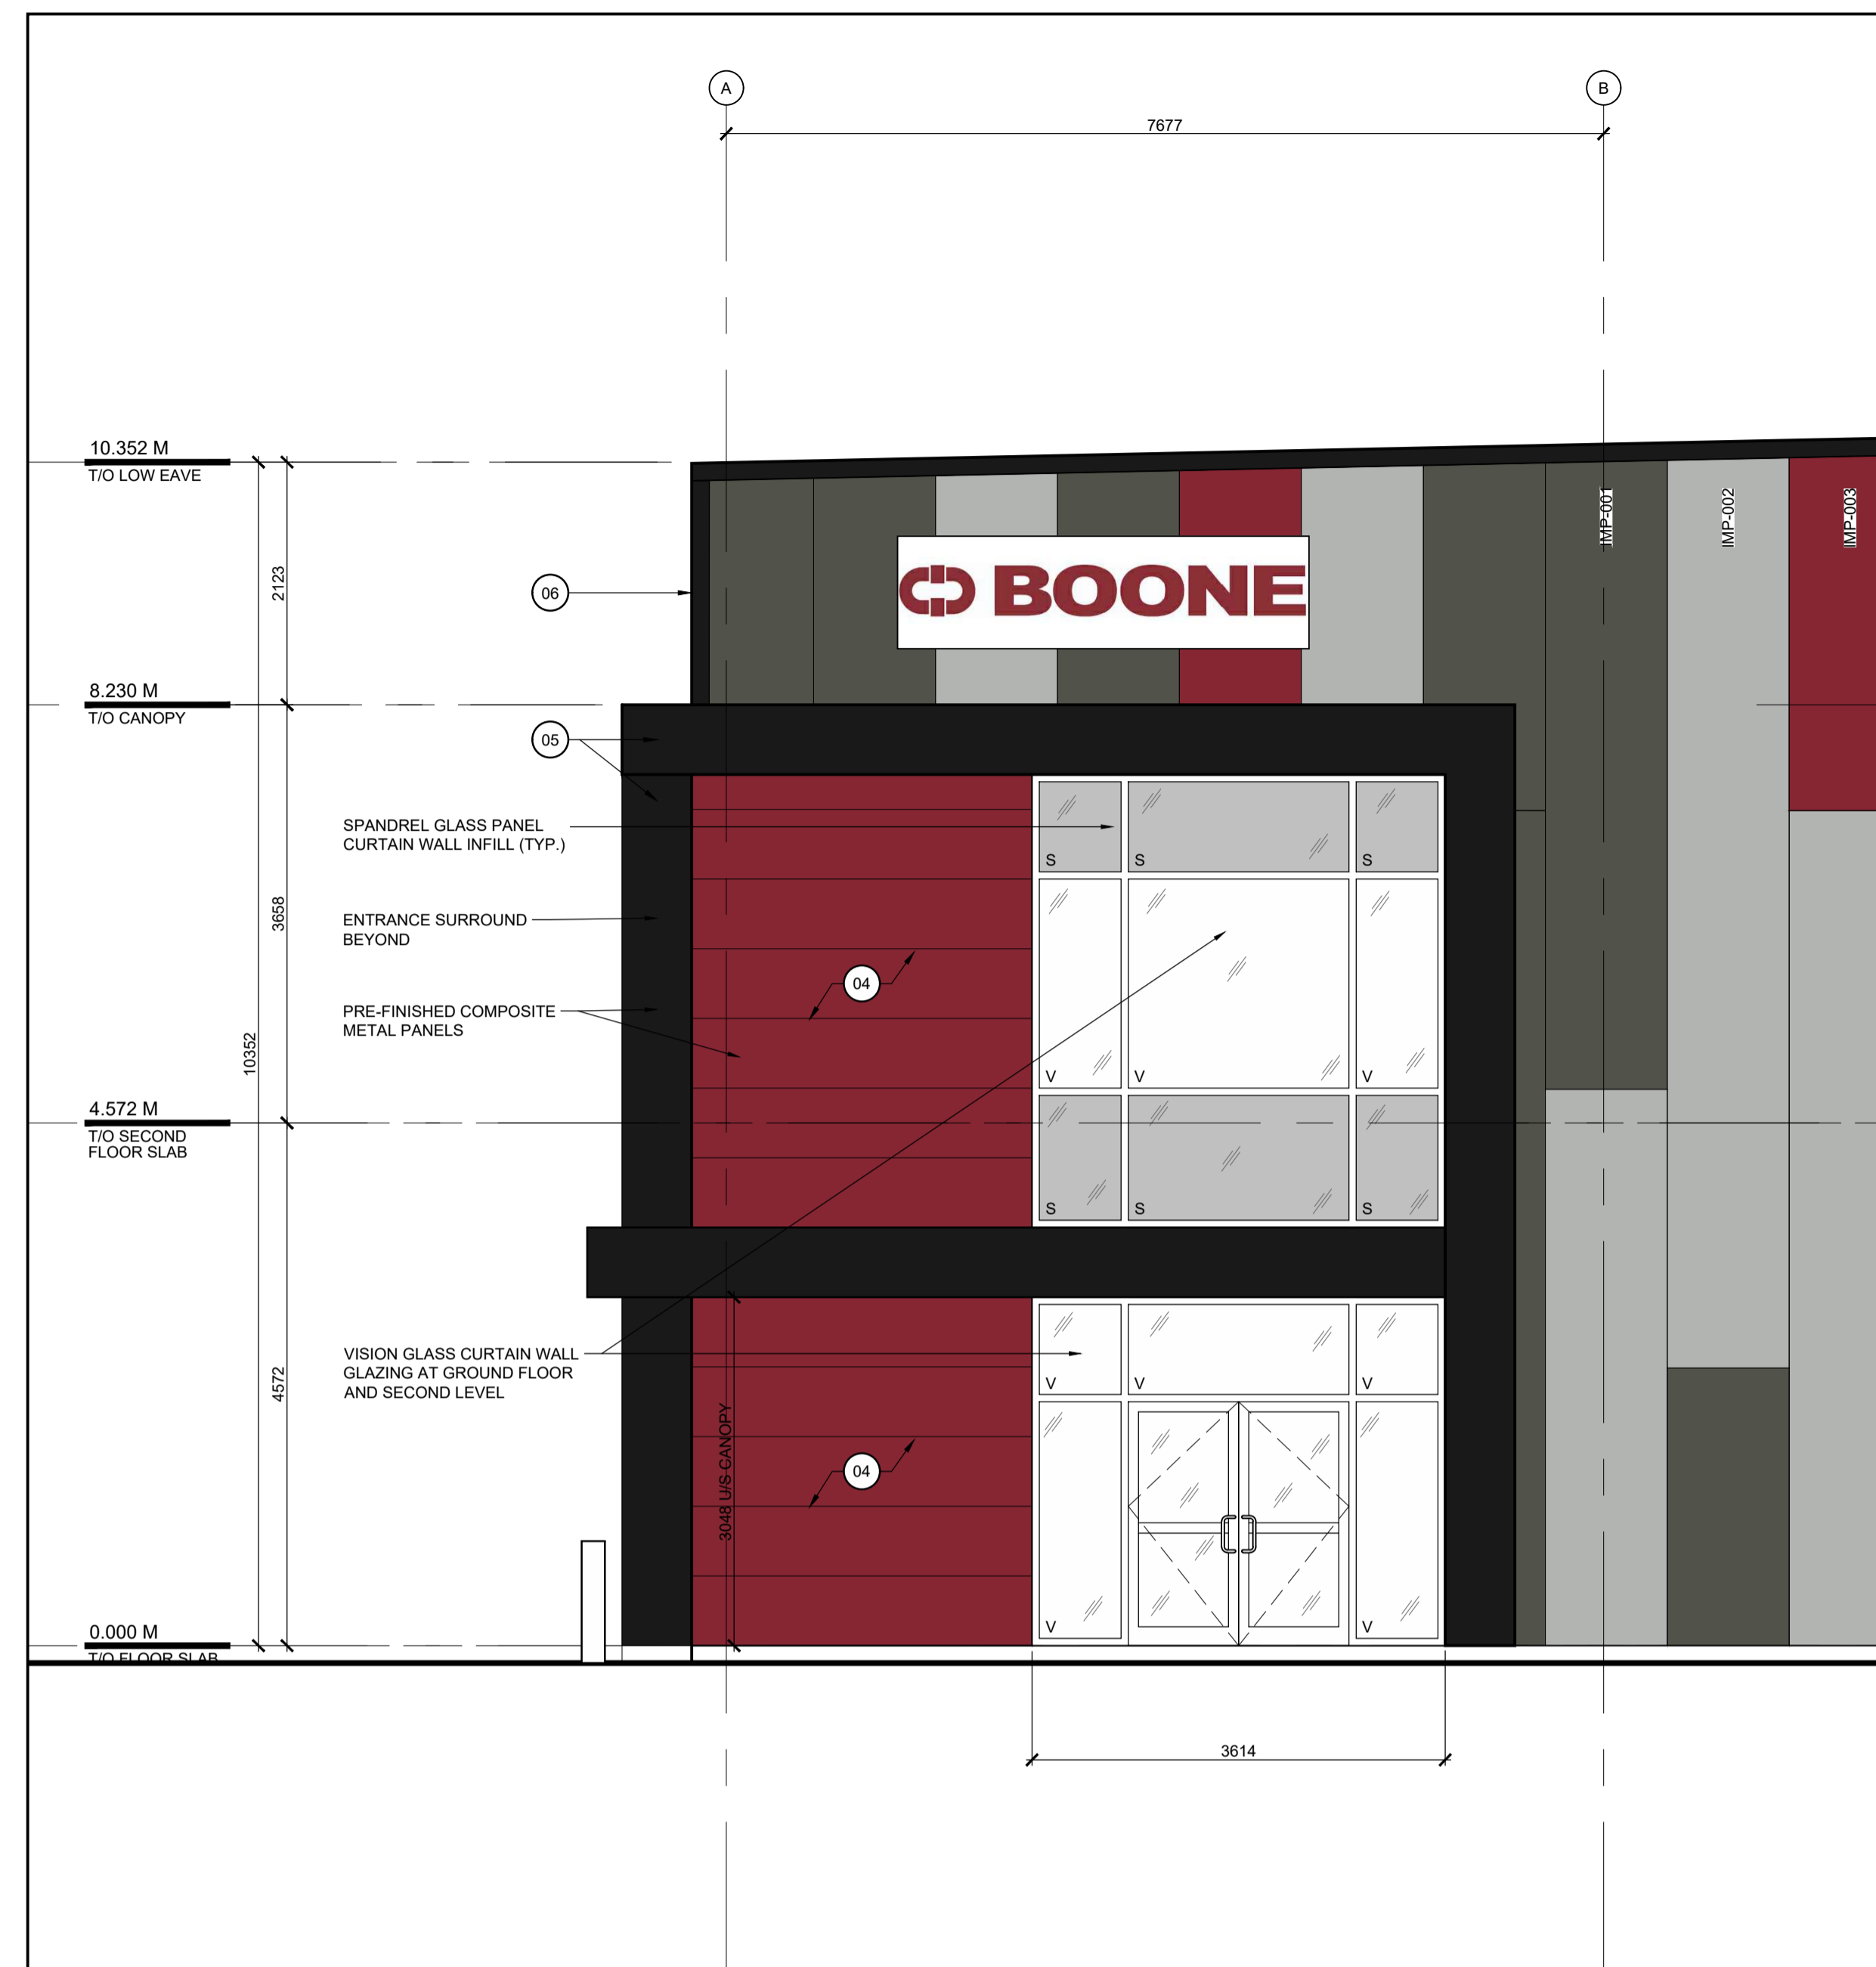 A
B
7677
10.352 M
T/O LOW EAVE
IMP-001
IMP-002
IMP-003
2123
06
BOONE
8.230 M
T/O CANOPY
05
SPANDREL GLASS PANEL
CURTAIN WALL INFILL (TYP.)
S
S
S
3658
ENTRANCE SURROUND
BEYOND
04
PRE-FINISHED COMPOSITE
METAL PANELS
10352
V
V
V
4.572 M
T/O SECOND
FLOOR SLAB
S
S
S
VISION GLASS CURTAIN WALL
GLAZING AT GROUND FLOOR
AND SECOND LEVEL
V
V
V
4572
3048 U/S CANOPY
04
V
V
0.000 M
T/O FLOOR SLAB
3614